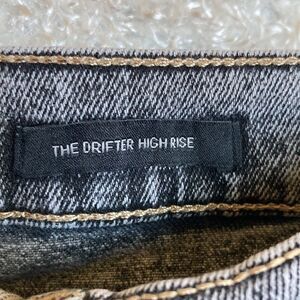 THE DRIFTER HIGH RISE